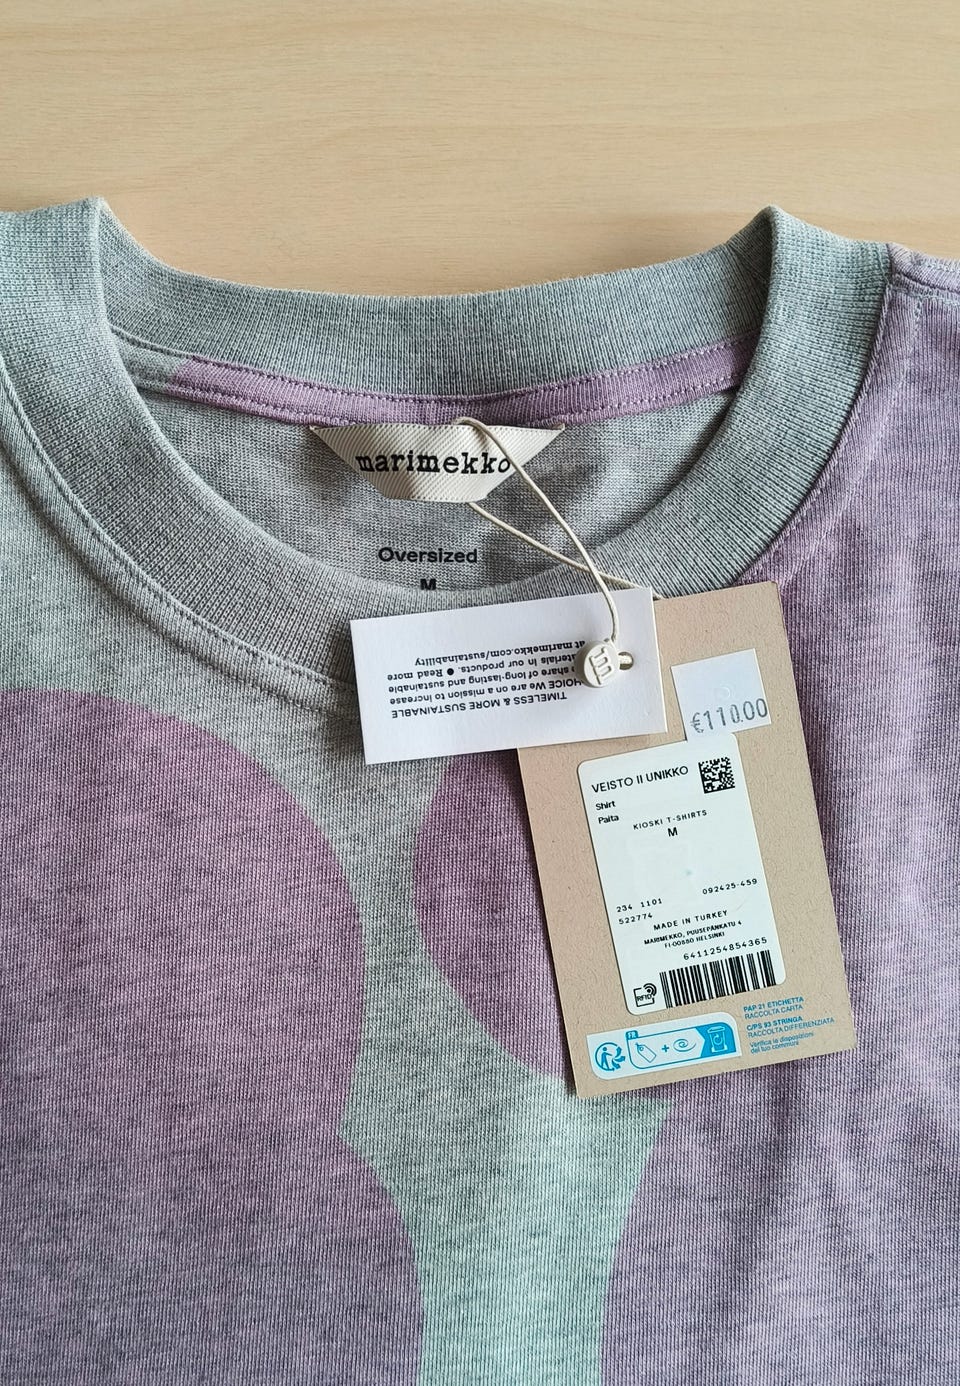 marimekko
Oversized
M
TIMELESS & MORE SUSTAINABLE
We are on a mission to increase
share of long-lasting and sustainable
in our products. ● Read more
at marimekko.com/sustainability
€110.00
VEISTO II UNIKKO
Shirt
Paita
KIOSKI T-SHIRTS
M
234 1101 092425-459
522774
MADE IN TURKEY
MARIMEKKO, PUUSEPÄNKATU 4
FI-00880 HELSINKI
6411254854365
RFID
PAP 21 ETICHETTA
RACCOLTA CARTA
C/PS 93 STRINGA
RACCOLTA DIFFERENZIATA
Verifica le disposizioni
del tuo comune
FR
+
m